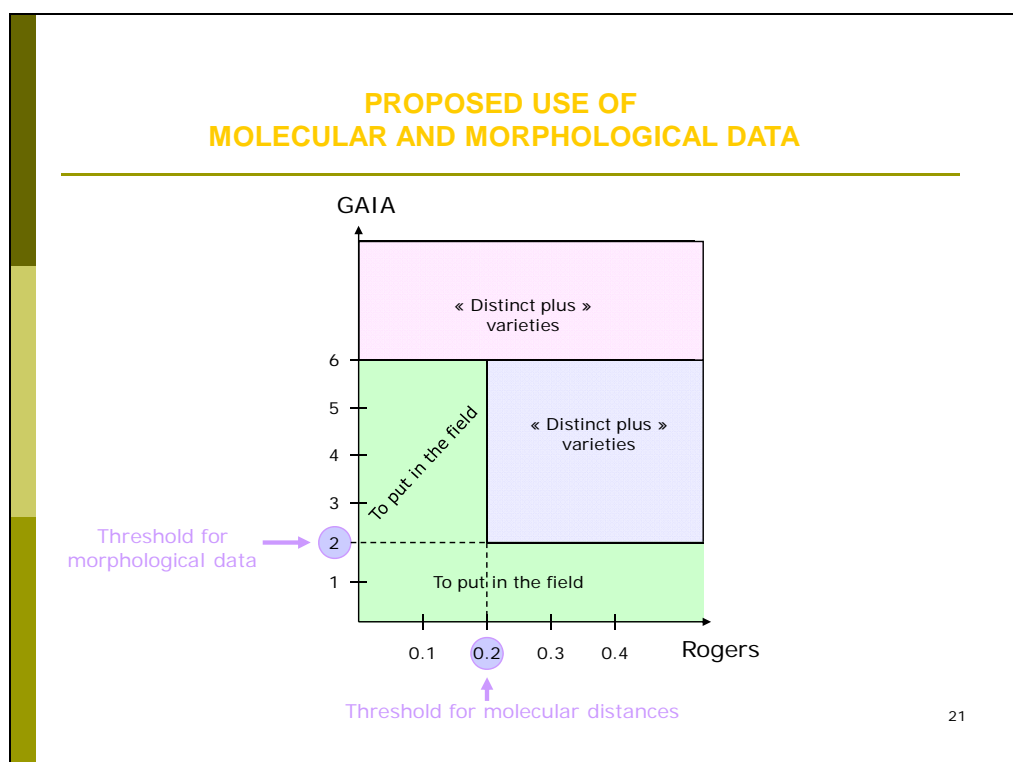 PROPOSED USE OF
MOLECULAR AND MORPHOLOGICAL DATA
GAIA
« Distinct plus »
varieties
6
5
4
3
2
1
« Distinct plus »
varieties
To put in the field
Threshold for
morphological data
To put in the field
0.1
0.2
0.3
0.4
Rogers
Threshold for molecular distances
21